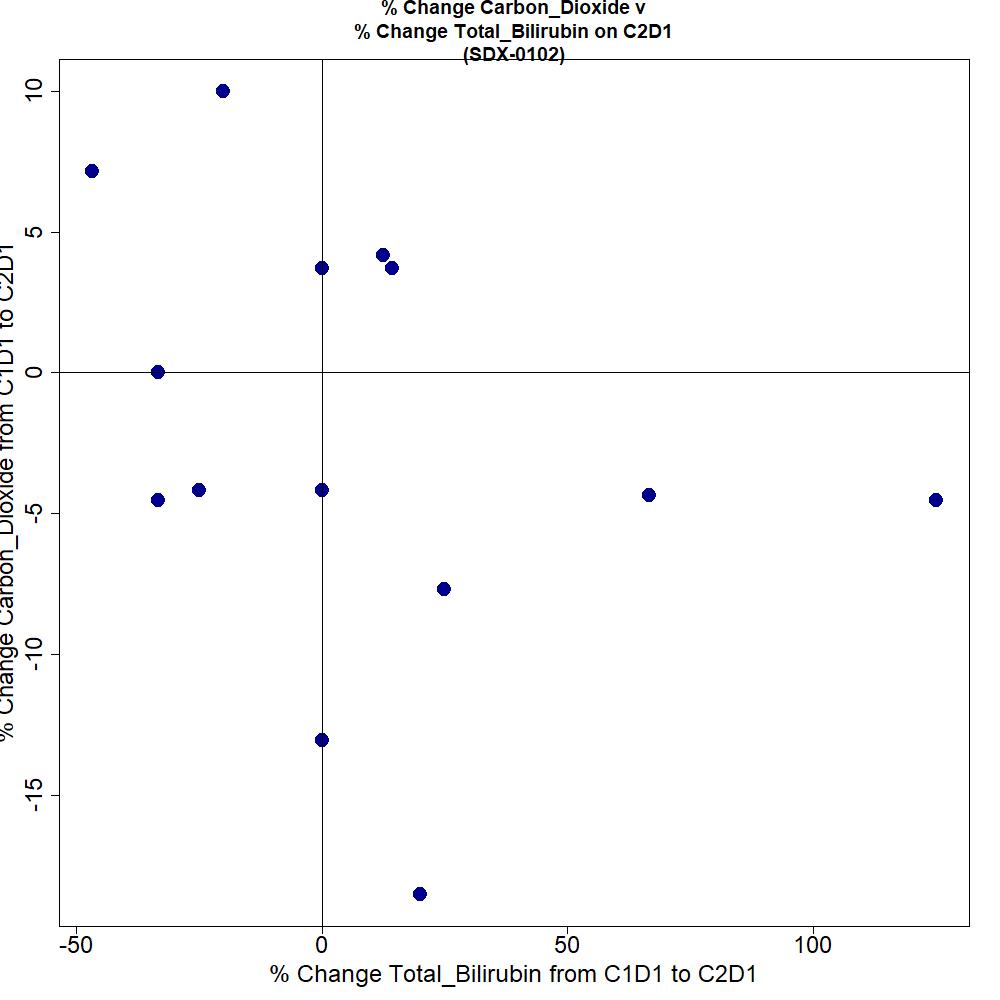 % Change Carbon_Dioxide v
% Change Total_Bilirubin on C2D1
(SDX-0102)
% Change Carbon_Dioxide from C1D1 to C2D1
10
5
0
-5
-10
-15
-50
0
50
100
% Change Total_Bilirubin from C1D1 to C2D1